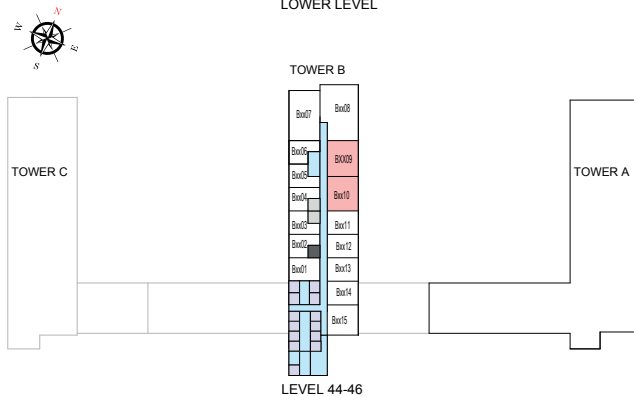 LOWER LEVEL
N
W
E
S
TOWER B
Bxx08
Bxx07
Bxx06
BXX09
Bxx05
TOWER C
TOWER A
Bxx04
Bxx10
Bxx03
Bxx11
Bxx02
Bxx12
Bxx01
Bxx13
Bxx14
Bxx15
LEVEL 44-46